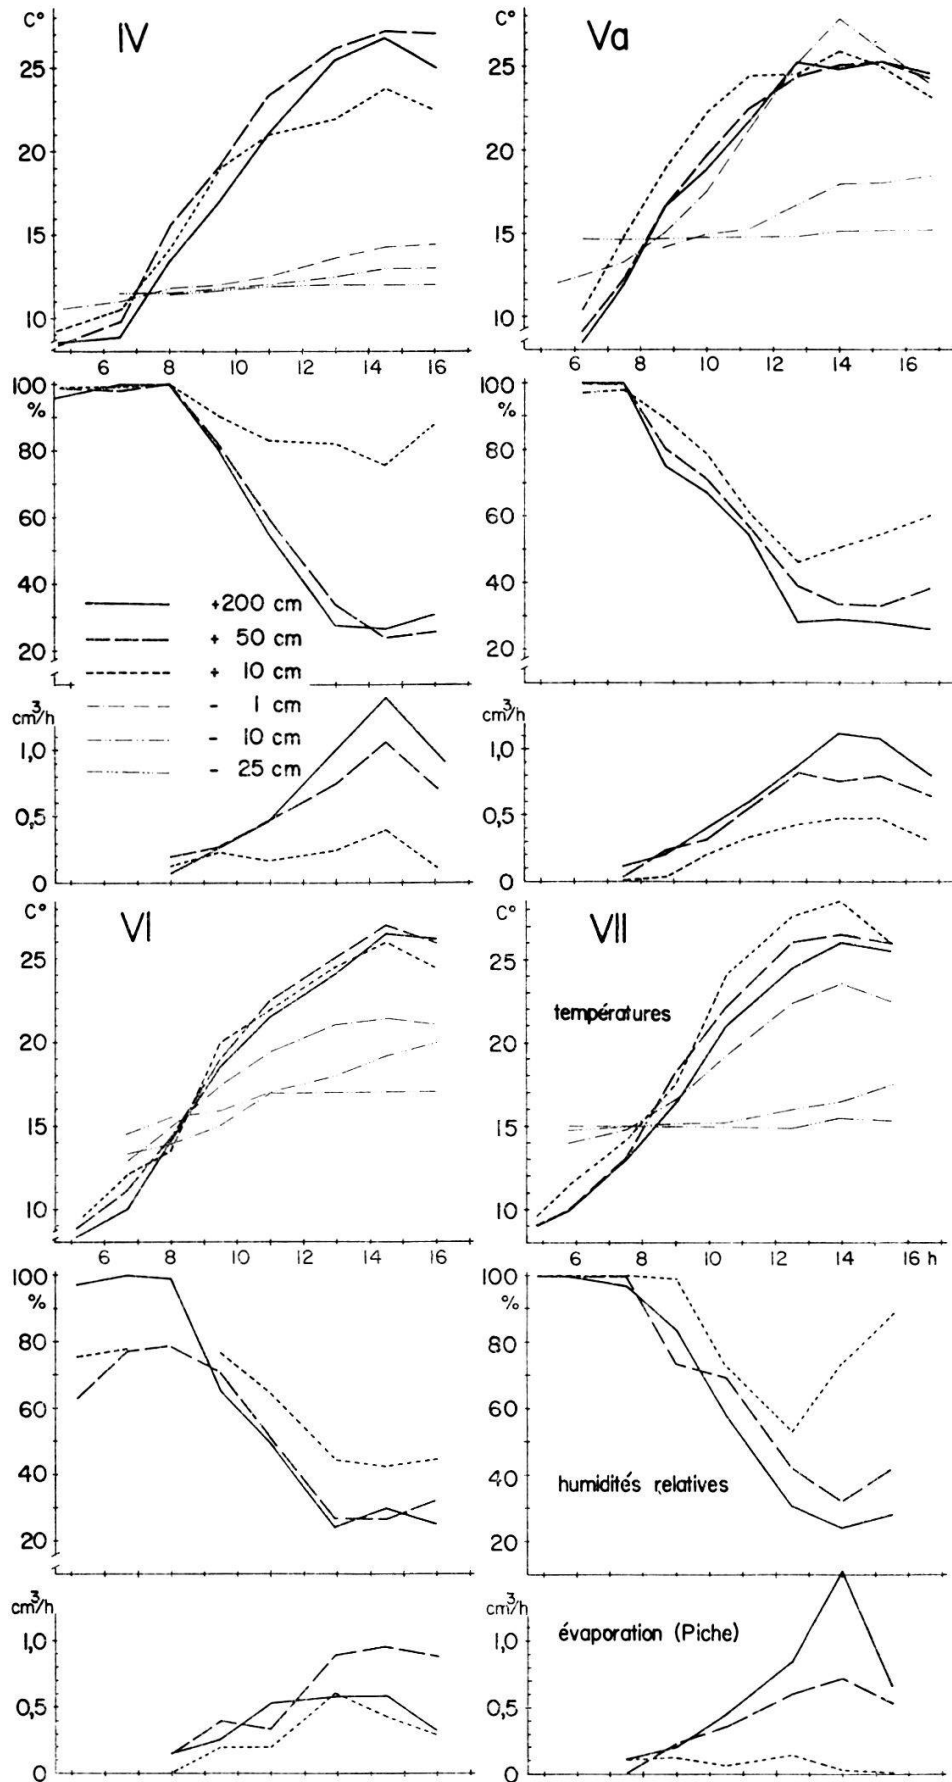 C° IV
25
20
15
10
6 8 10 12 14 16
100
%
80
60
40
20
+200 cm
+ 50 cm
+ 10 cm
- 1 cm
- 10 cm
- 25 cm
cm³/h
1,0
0,5
0
C° Va
25
20
15
10
6 8 10 12 14 16
100
%
80
60
40
20
cm³/h
1,0
0,5
0
C° VI
25
20
15
10
6 8 10 12 14 16
100
%
80
60
40
20
cm³/h
1,0
0,5
0
C° VII
25
températures
20
15
10
6 8 10 12 14 16 h
100
%
80
60
40
humidités relatives
20
cm³/h
évaporation (Piche)
1,0
0,5
0